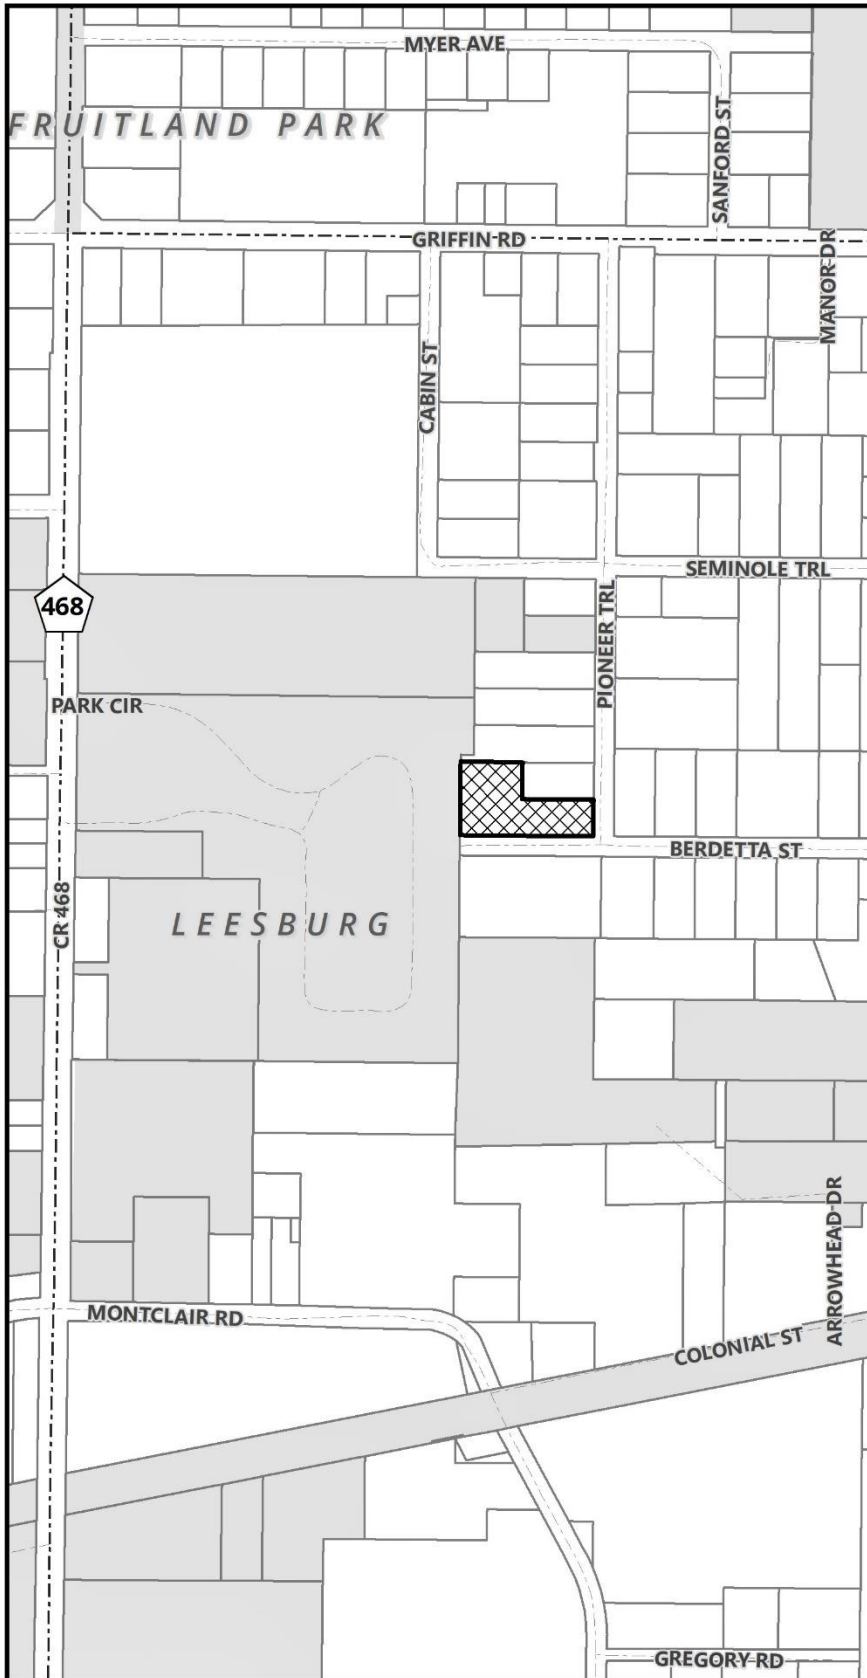 MYER AVE
FRUITLAND PARK
SANFORD ST
GRIFFIN RD
MANOR DR
CABIN ST
SEMINOLE TRL
468
PIONEER TRL
PARK CIR
BERDETTA ST
CR 468
LEESBURG
ARROWHEAD DR
MONTCLAIR RD
COLONIAL ST
GREGORY RD